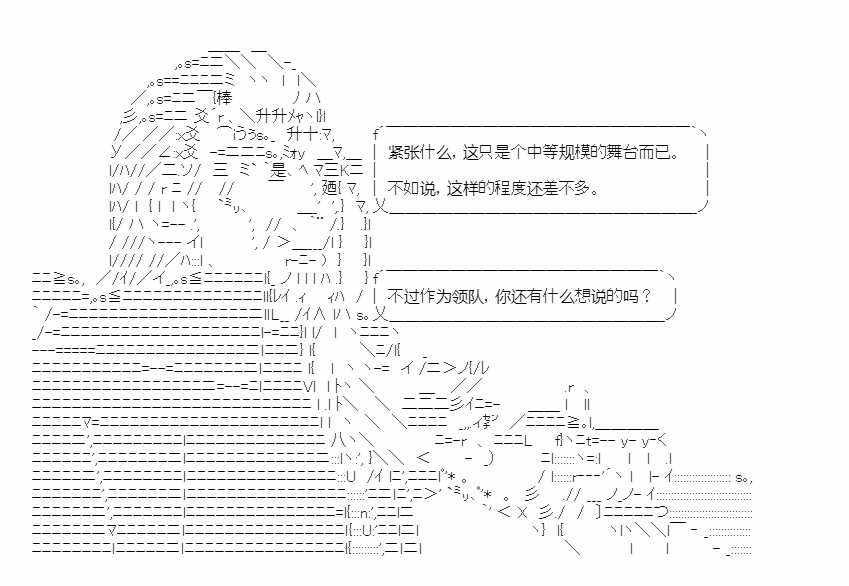 紧张什么，这只是个中等规模的舞台而已。
不如说，这样的程度还差不多。
不过作为领队，你还有什么想说的吗？